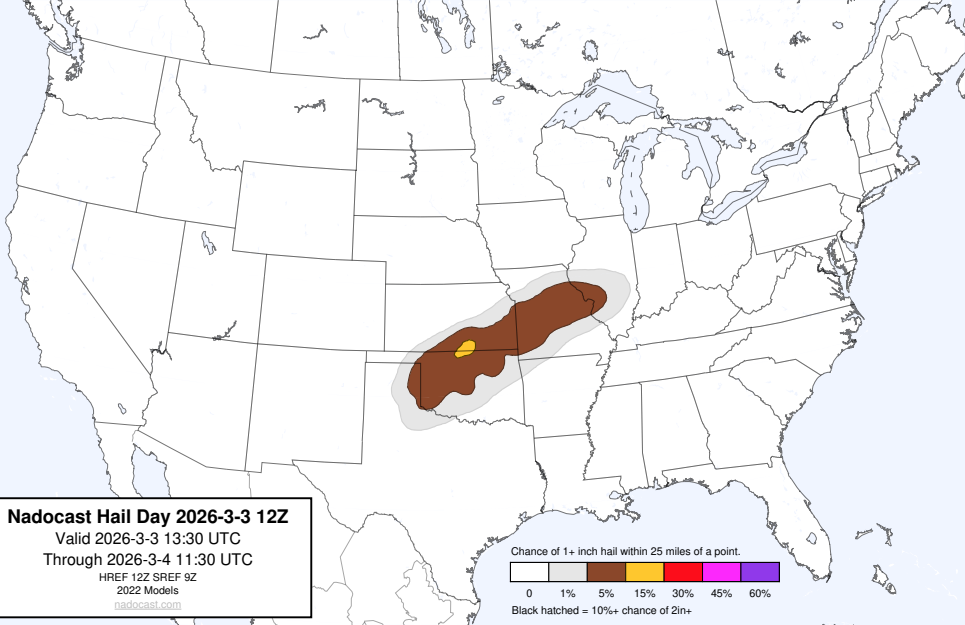 Nadocast Hail Day 2026-3-3 12Z
Valid 2026-3-3 13:30 UTC
Through 2026-3-4 11:30 UTC
HREF 12Z SREF 9Z
2022 Models
nadocast.com
Chance of 1+ inch hail within 25 miles of a point.
0 1% 5% 15% 30% 45% 60%
Black hatched = 10%+ chance of 2in+